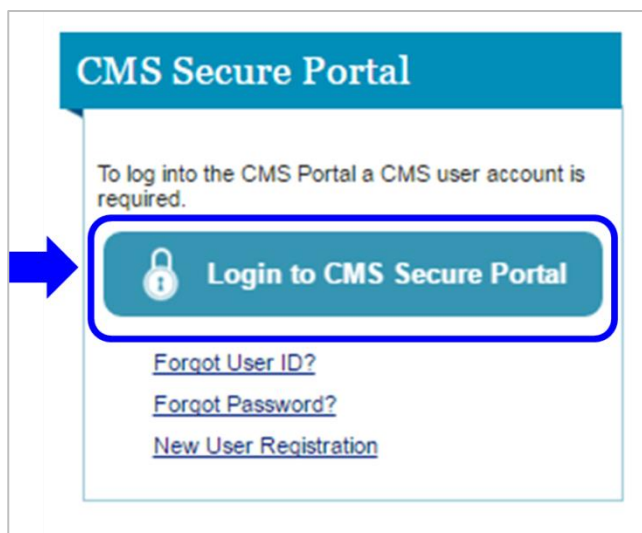 CMS Secure Portal
To log into the CMS Portal a CMS user account is
required.
Login to CMS Secure Portal
Forgot User ID?
Forgot Password?
New User Registration